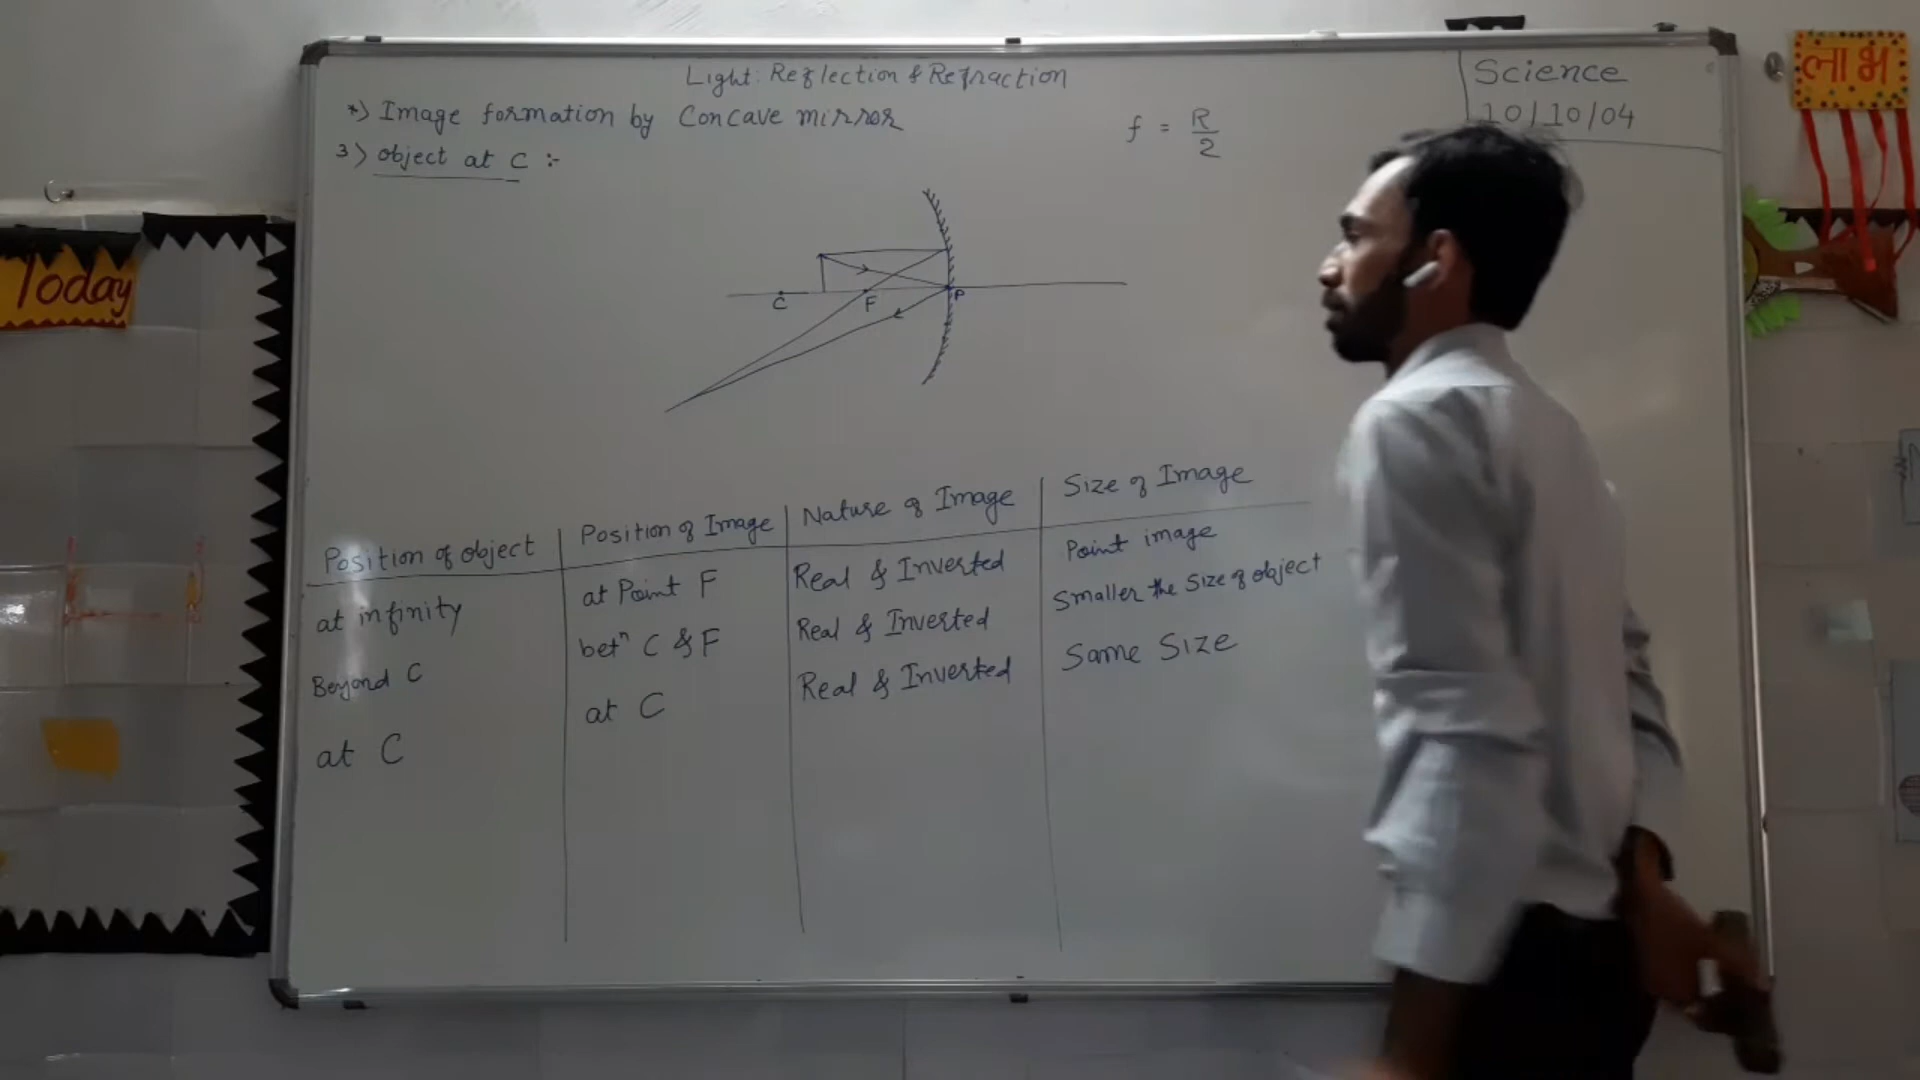 Light: Reflection & Refraction
Science
10/10/04
*) Image formation by Concave mirror
f = R/2
3) object at C :-
C F P
Position of object | Position of Image | Nature of Image | Size of Image
at infinity | at Point F | Real & Inverted | Point image
Beyond C | betⁿ C & F | Real & Inverted | Smaller the Size of object
at C | at C | Real & Inverted | Same Size
Today
लाभ